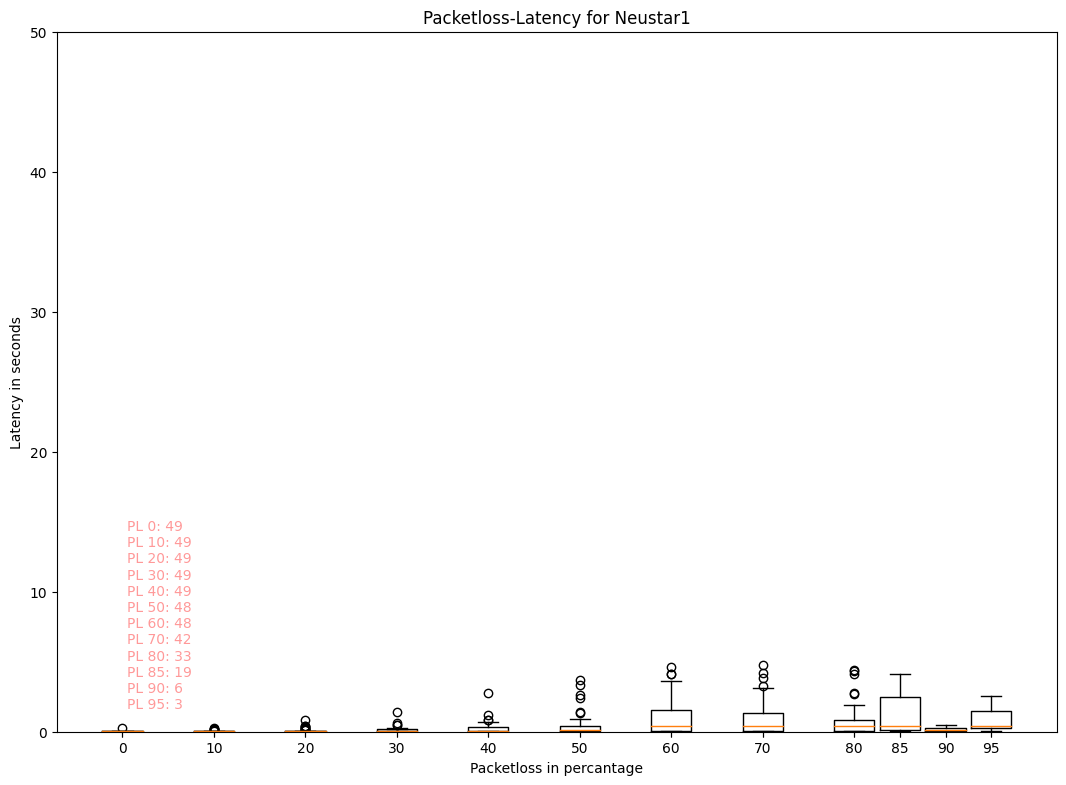 Packetloss-Latency for Neustar1
50
40
30
20
10
0
Latency in seconds
PL 0: 49
PL 10: 49
PL 20: 49
PL 30: 49
PL 40: 49
PL 50: 48
PL 60: 48
PL 70: 42
PL 80: 33
PL 85: 19
PL 90: 6
PL 95: 3
0 10 20 30 40 50 60 70 80 85 90 95
Packetloss in percantage